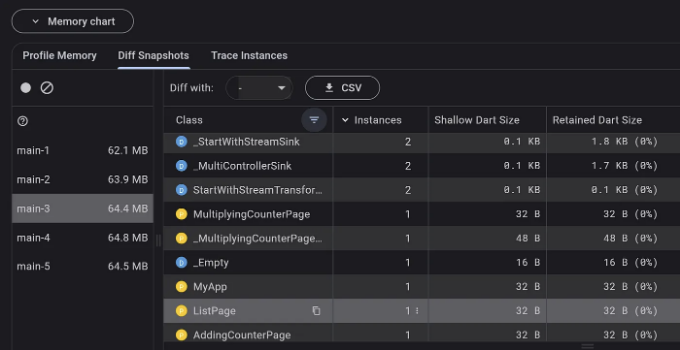 Memory chart
Profile Memory Diff Snapshots Trace Instances
Diff with: - CSV
Class Instances Shallow Dart Size Retained Dart Size
main-1 62.1 MB
main-2 63.9 MB
main-3 64.4 MB
main-4 64.8 MB
main-5 64.5 MB
D _StartWithStreamSink 2 0.1 KB 1.8 KB (0%)
D _MultiControllerSink 2 0.1 KB 1.7 KB (0%)
D StartWithStreamTransfor... 2 0.1 KB 0.1 KB (0%)
P MultiplyingCounterPage 1 32 B 32 B (0%)
P _MultiplyingCounterPage... 1 48 B 48 B (0%)
D _Empty 1 16 B 16 B (0%)
P MyApp 1 32 B 32 B (0%)
P ListPage 1 32 B 32 B (0%)
P AddingCounterPage 1 32 B 32 B (0%)